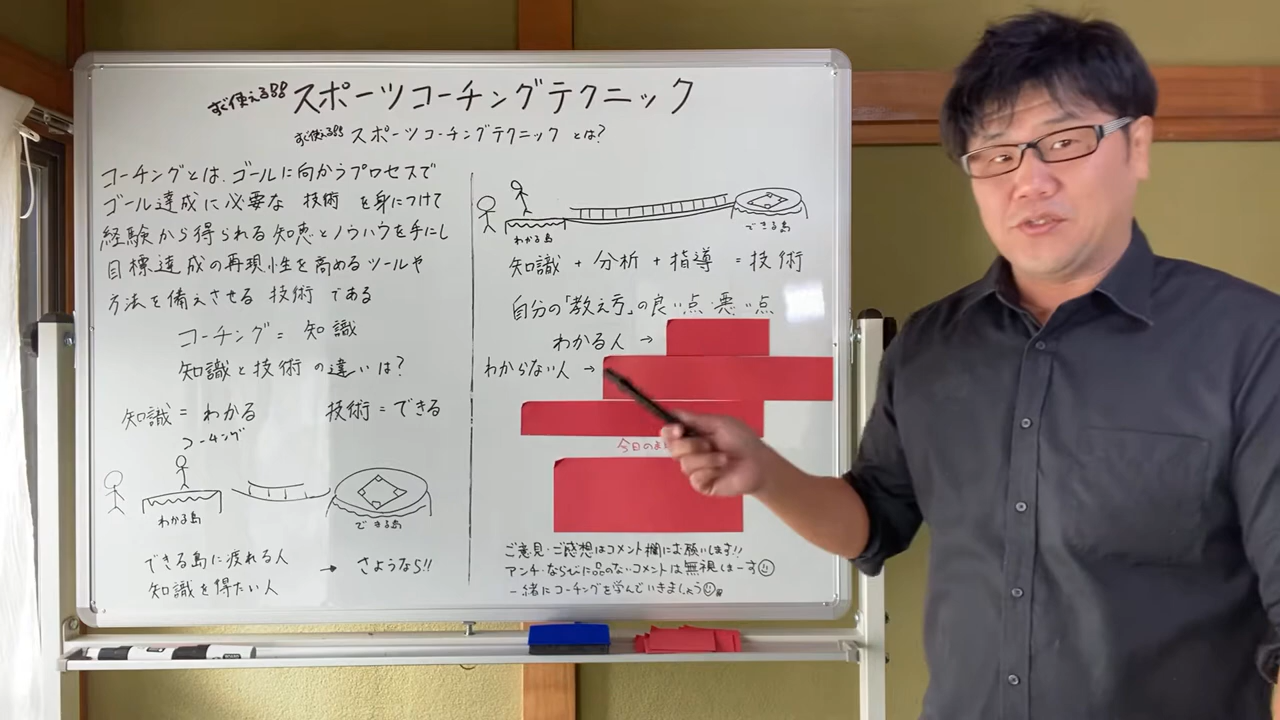 すぐ使える!! スポーツコーチングテクニック
すぐ使える!! スポーツコーチングテクニック とは?
コーチングとは、ゴールに向かうプロセスで
ゴール達成に必要な 技術 を身につけて
経験から得られる知恵とノウハウを手にし
目標達成の再現性を高めるツールや
方法を備えさせる 技術 である
コーチング = 知識
知識と技術の違いは?
知識 = わかる 技術 = できる
コーチング
わかる島
できる島
できる島に疲れる人
知識を得たい人
→ さようなら!!
わかる島
できる島
知識 + 分析 + 指導 = 技術
自分の「教え方」の良い点・悪い点
わかる人 →
わからない人 →
今日のま
ご意見・ご感想はコメント欄にお願いします!!
アンチ・ならびに品のないコメントは無視しまーす
一緒にコーチングを学んでいきましょう